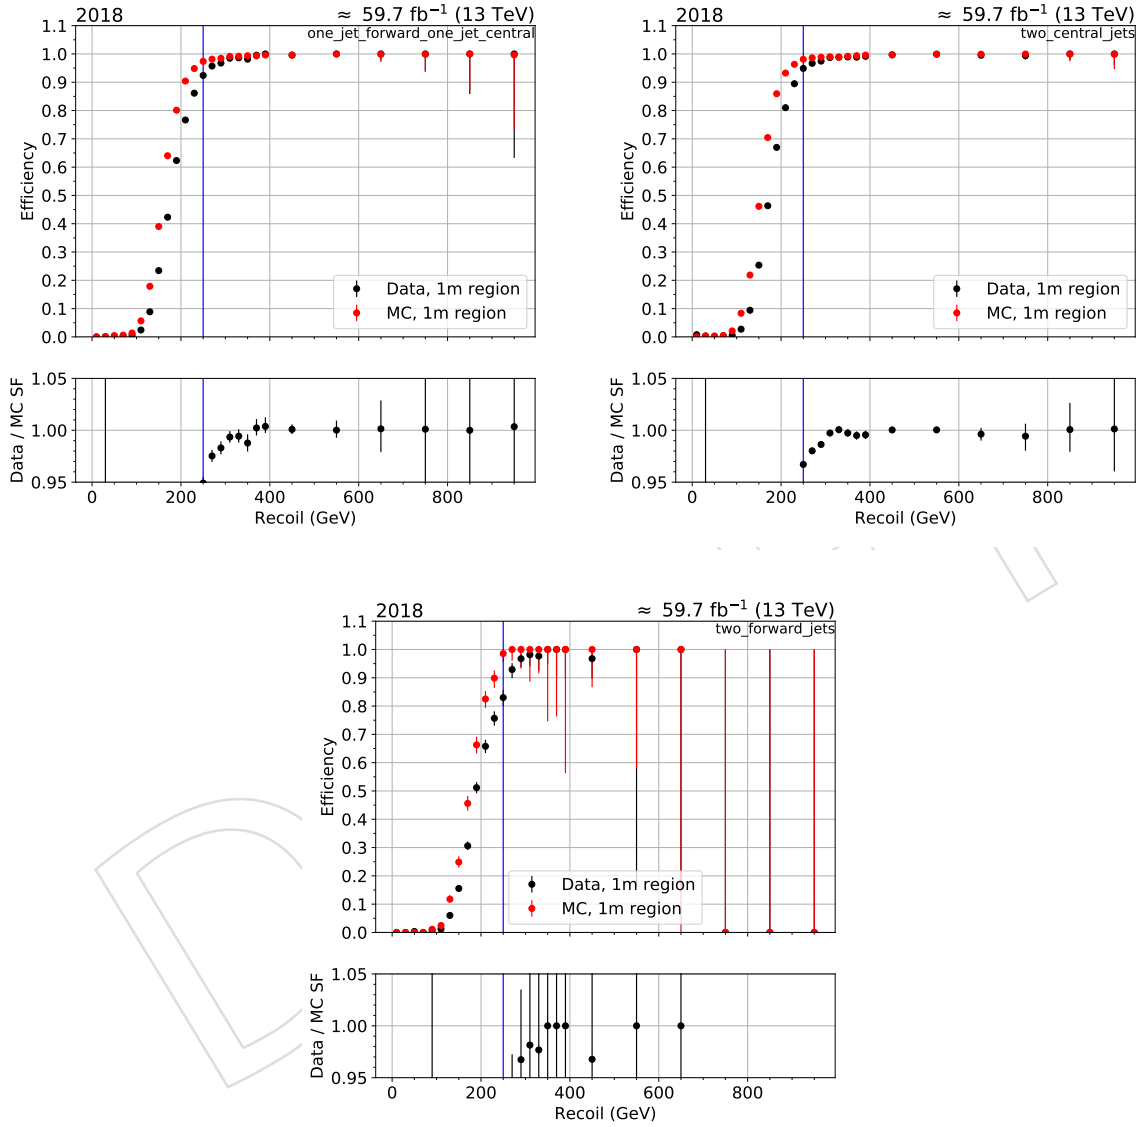 2018 ≈ 59.7 fb⁻¹ (13 TeV)
one_jet_forward_one_jet_central
1.1
1.0
0.9
0.8
0.7
0.6
0.5
0.4
0.3
0.2
0.1
0.0
Efficiency
Data, 1m region
MC, 1m region
1.05
1.00
0.95
Data / MC SF
0 200 400 600 800
Recoil (GeV)
2018 ≈ 59.7 fb⁻¹ (13 TeV)
two_central_jets
1.1
1.0
0.9
0.8
0.7
0.6
0.5
0.4
0.3
0.2
0.1
0.0
Efficiency
Data, 1m region
MC, 1m region
1.05
1.00
0.95
Data / MC SF
0 200 400 600 800
Recoil (GeV)
2018 ≈ 59.7 fb⁻¹ (13 TeV)
two_forward_jets
1.1
1.0
0.9
0.8
0.7
0.6
0.5
0.4
0.3
0.2
0.1
0.0
Efficiency
Data, 1m region
MC, 1m region
1.05
1.00
0.95
Data / MC SF
0 200 400 600 800
Recoil (GeV)